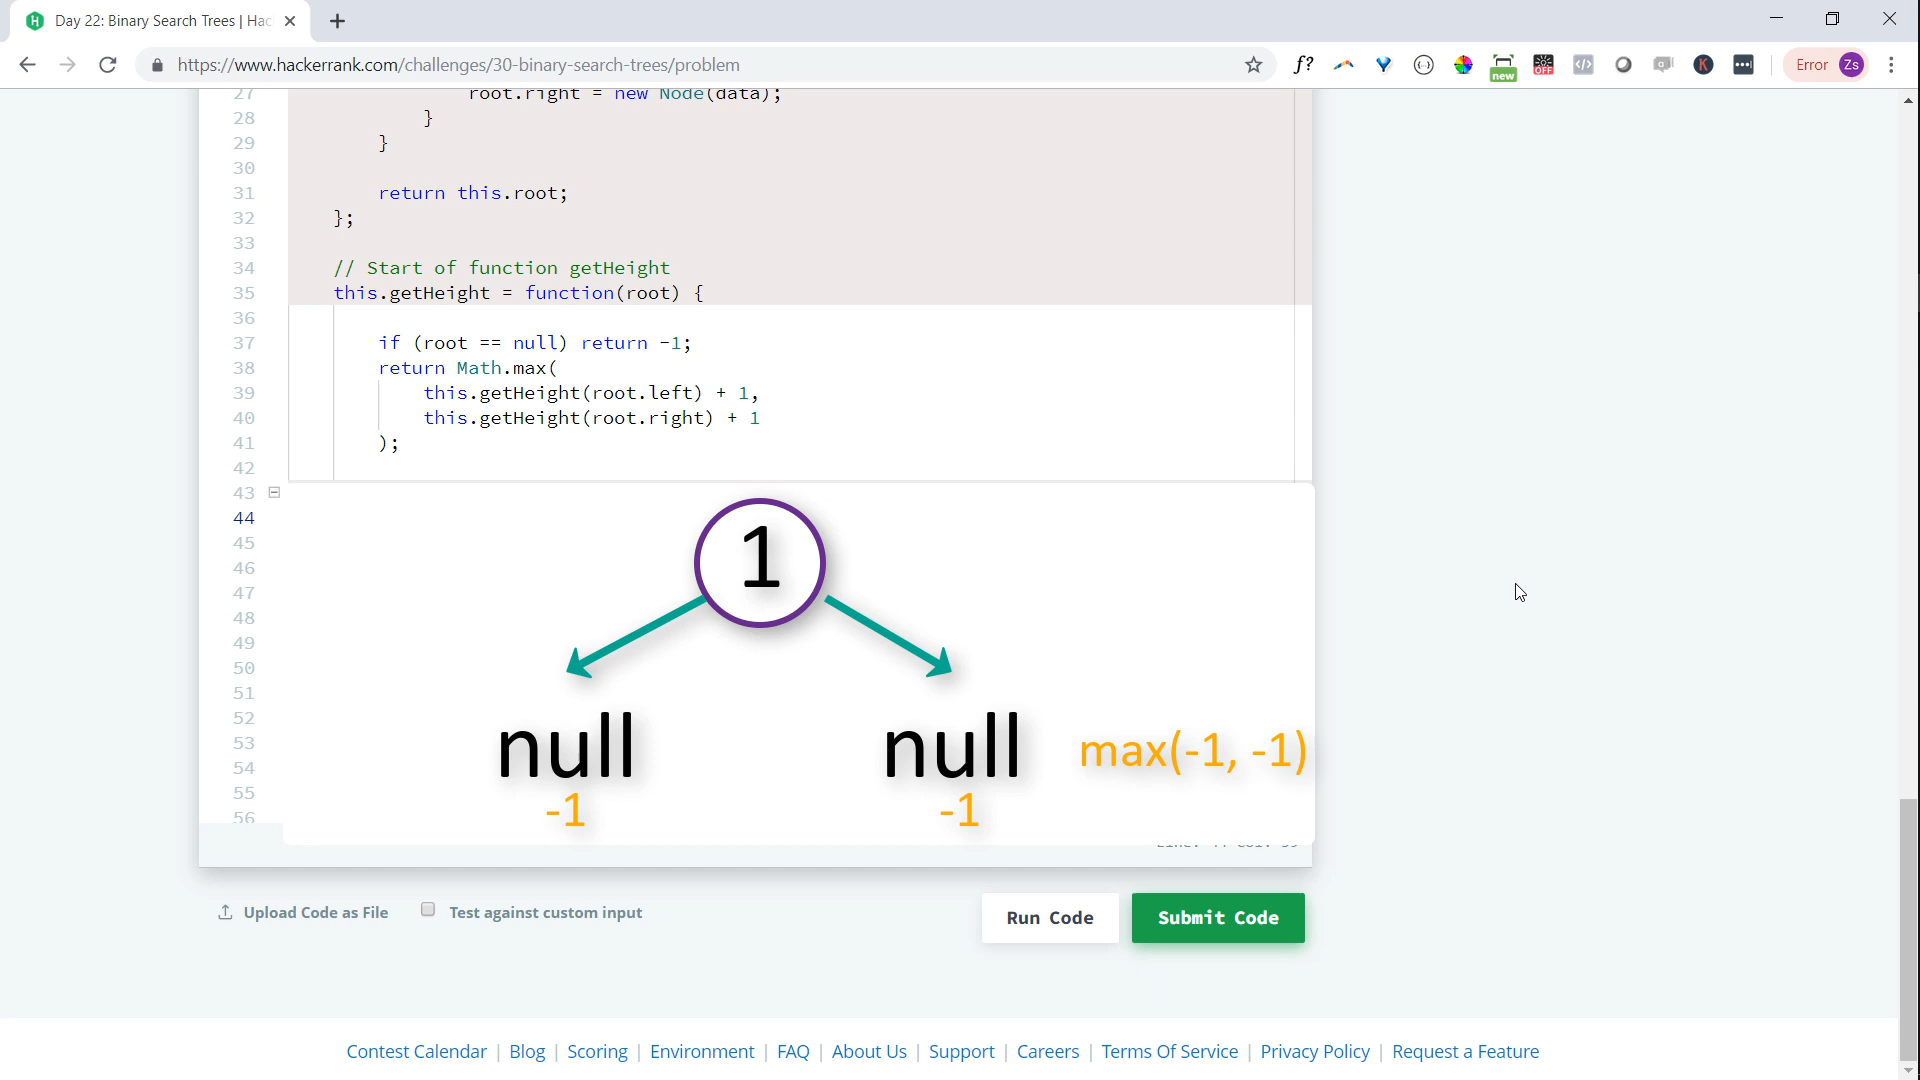 Day 22: Binary Search Trees | Hac
https://www.hackerrank.com/challenges/30-binary-search-trees/problem
f?
new
OFF
K
Error Zs
27 root.right = new Node(data);
28 }
29 }
30
31 return this.root;
32 };
33
34 // Start of function getHeight
35 this.getHeight = function(root) {
36
37 if (root == null) return -1;
38 return Math.max(
39 this.getHeight(root.left) + 1,
40 this.getHeight(root.right) + 1
41 );
42
43
44
45
46
47
48
49
50
51
52
53
54
55
56
1
null null max(-1, -1)
-1 -1
Upload Code as File Test against custom input Run Code Submit Code
Contest Calendar | Blog | Scoring | Environment | FAQ | About Us | Support | Careers | Terms Of Service | Privacy Policy | Request a Feature